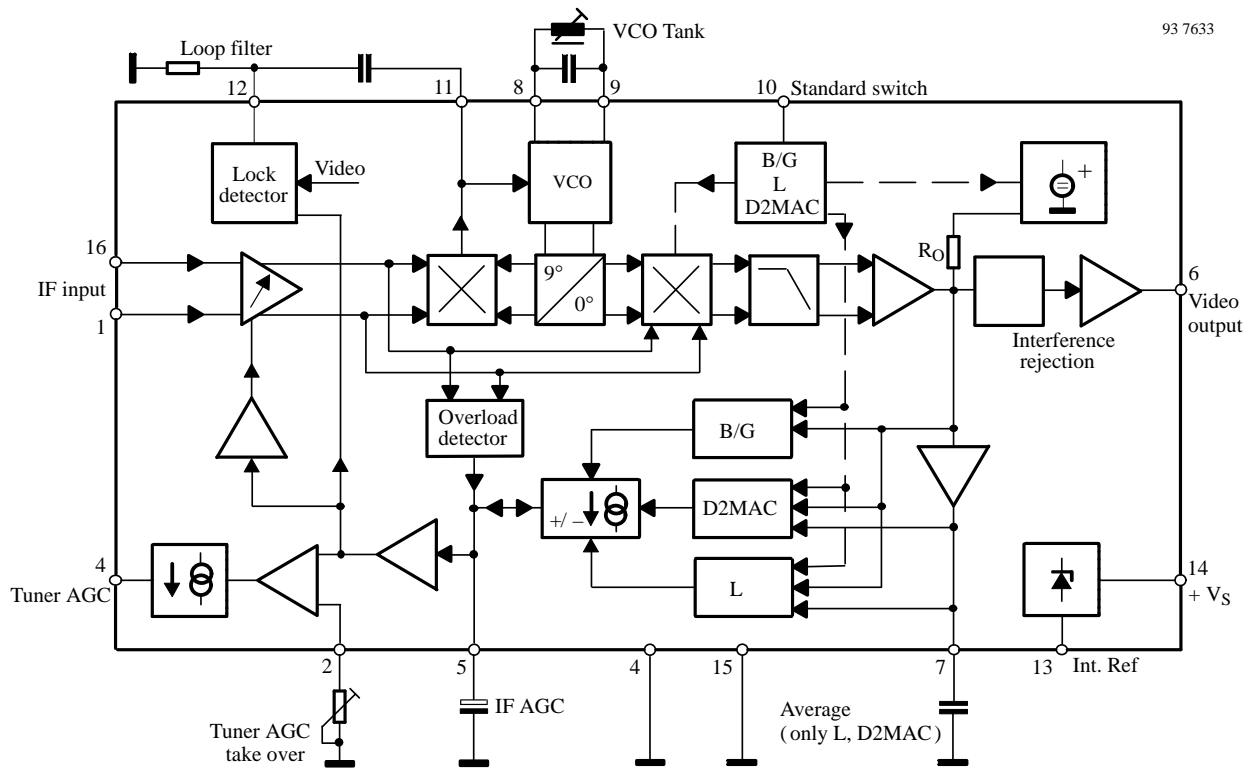 VCO Tank
93 7633
Loop filter
12
11
8
9
10
Standard switch
Lock
detector
Video
VCO
B/G
L
D2MAC
+
=
16
IF input
1
9°
0°
RO
6
Video
output
Interference
rejection
Overload
detector
B/G
+/ –
D2MAC
L
4
Tuner AGC
14
+ VS
2
5
4
15
7
13
Int. Ref
IF AGC
Tuner AGC
take over
Average
( only L, D2MAC )